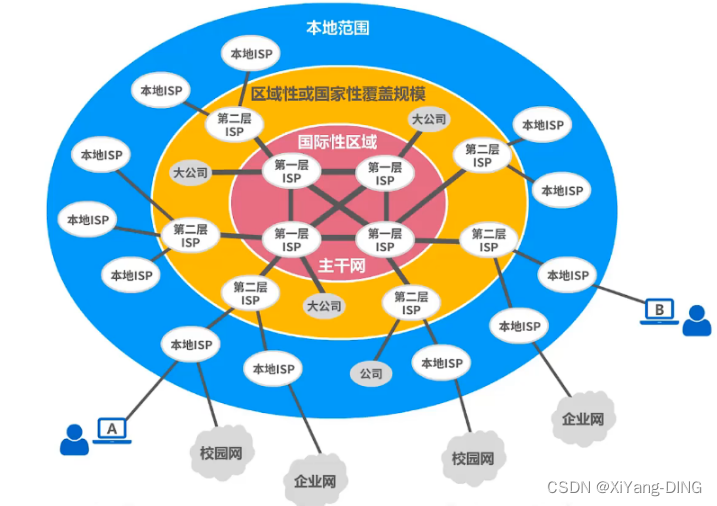 本地范围
本地ISP
本地ISP
区域性或国家性覆盖规模
第二层
ISP
大公司
本地ISP
国际性区域
本地ISP
第二层
ISP
大公司
第一层
ISP
第一层
ISP
本地ISP
本地ISP
第二层
ISP
第一层
ISP
第一层
ISP
第二层
ISP
本地ISP
主干网
本地ISP
第二层
ISP
大公司
第二层
ISP
B
本地ISP
本地ISP
本地ISP
公司
本地ISP
A
企业网
校园网
校园网
企业网
CSDN @XiYang-DING